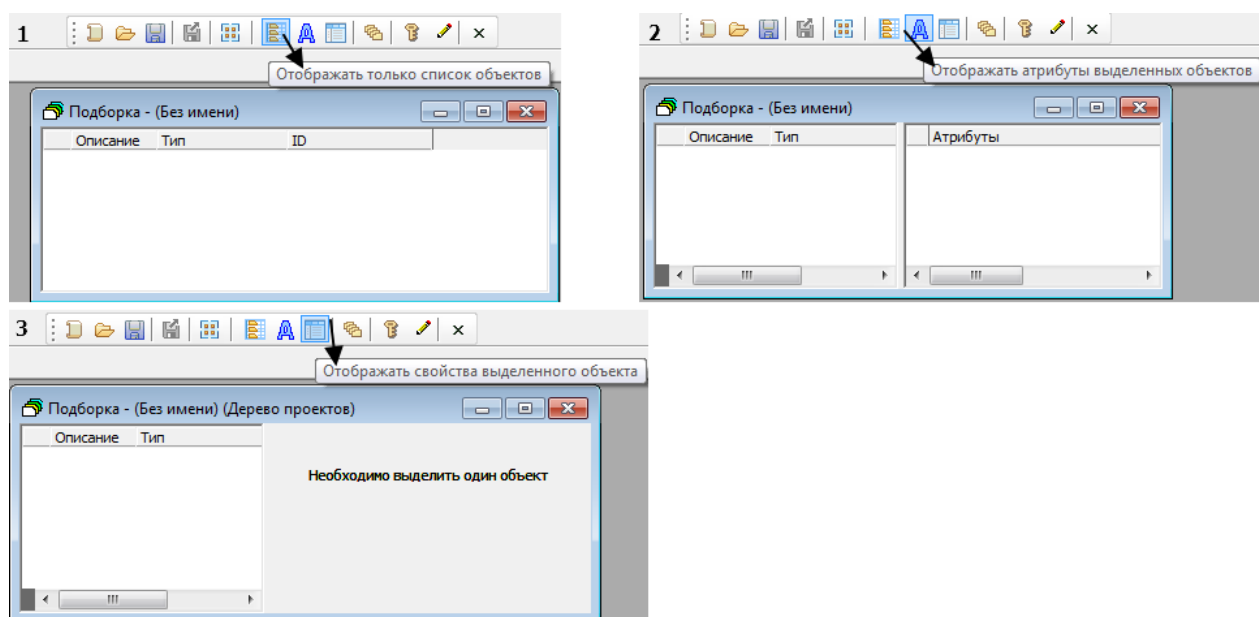 1
Отображать только список объектов
Подборка - (Без имени)
Описание Тип ID
2
Отображать атрибуты выделенных объектов
Подборка - (Без имени)
Описание Тип Атрибуты
3
Отображать свойства выделенного объекта
Подборка - (Без имени) (Дерево проектов)
Описание Тип
Необходимо выделить один объект